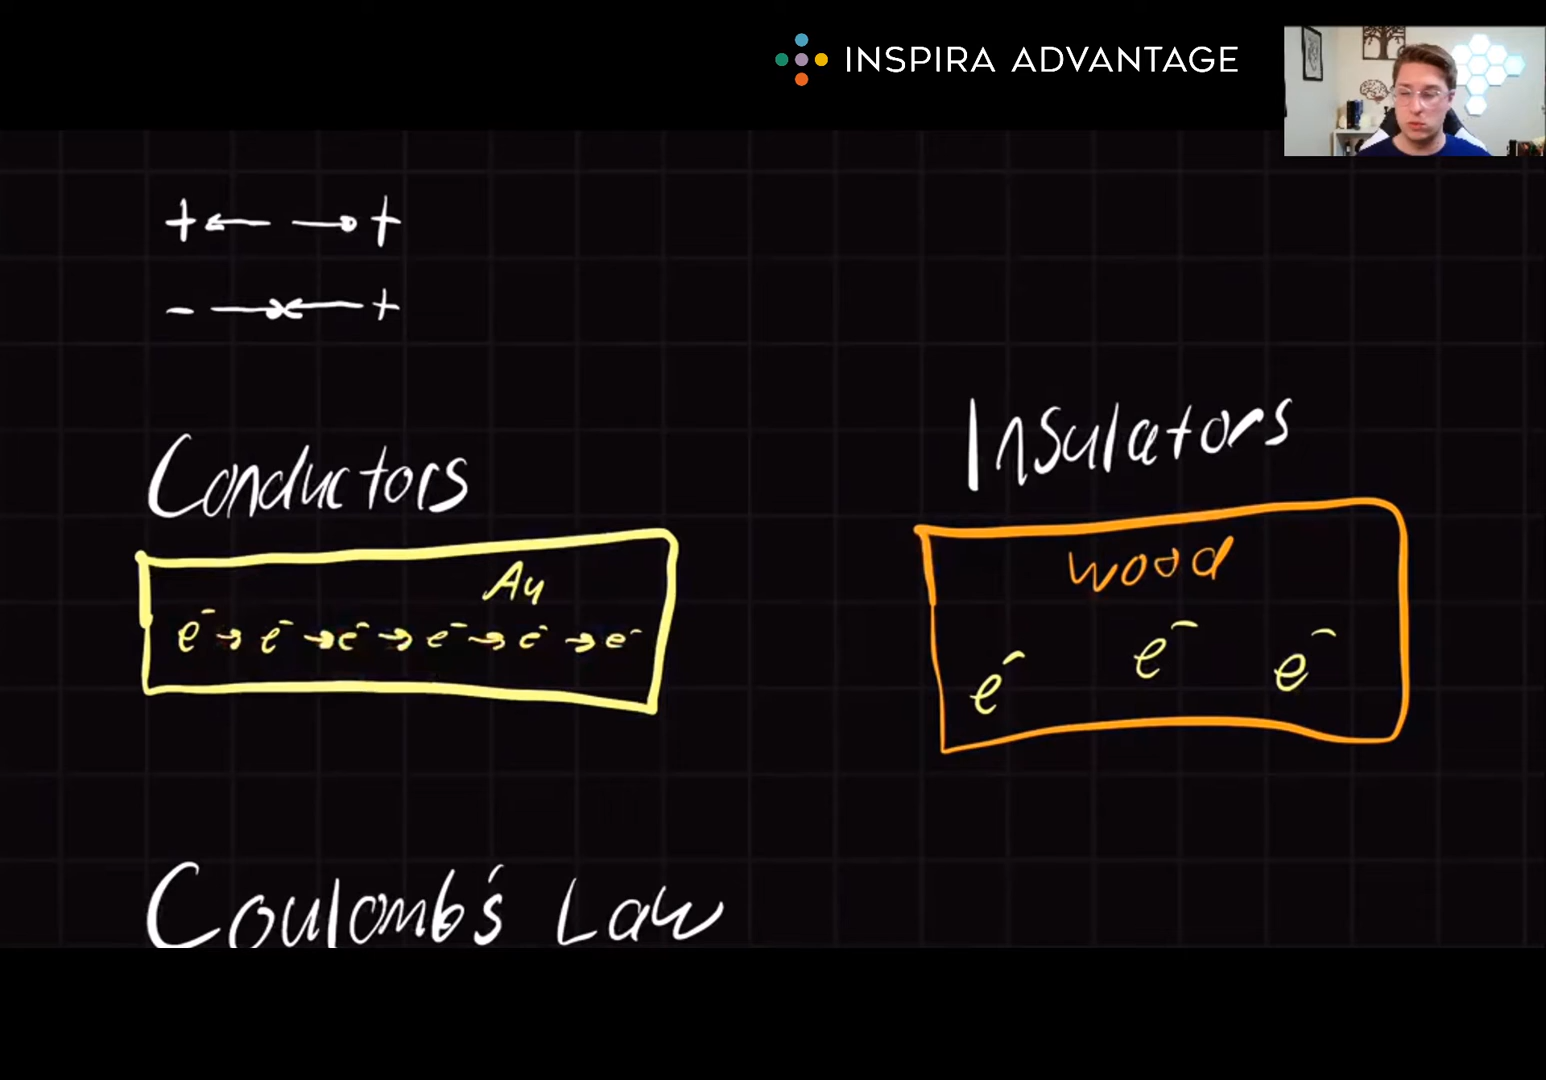 INSPIRA ADVANTAGE
+ ← → +
- → ← +
Conductors
Insulators
Au
e⁻ → e⁻ → e⁻ → e⁻ → e⁻ → e⁻
wood
e⁻ e⁻ e⁻
Coulomb's Law